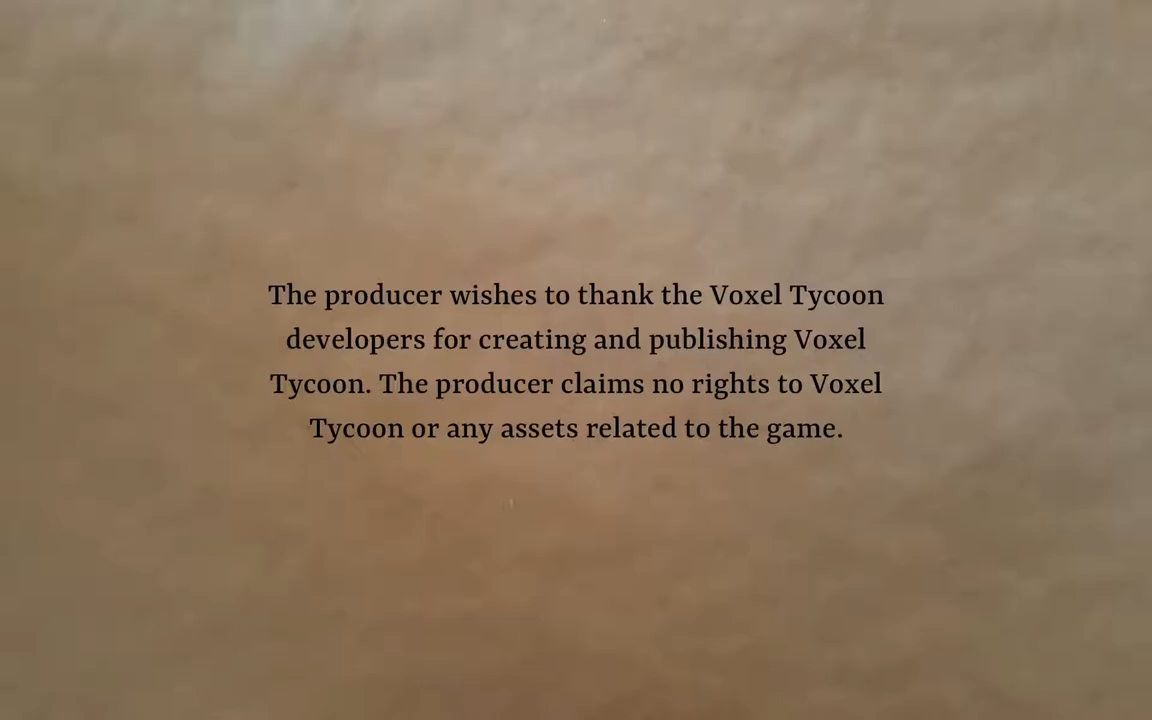 The producer wishes to thank the Voxel Tycoon
developers for creating and publishing Voxel
Tycoon. The producer claims no rights to Voxel
Tycoon or any assets related to the game.